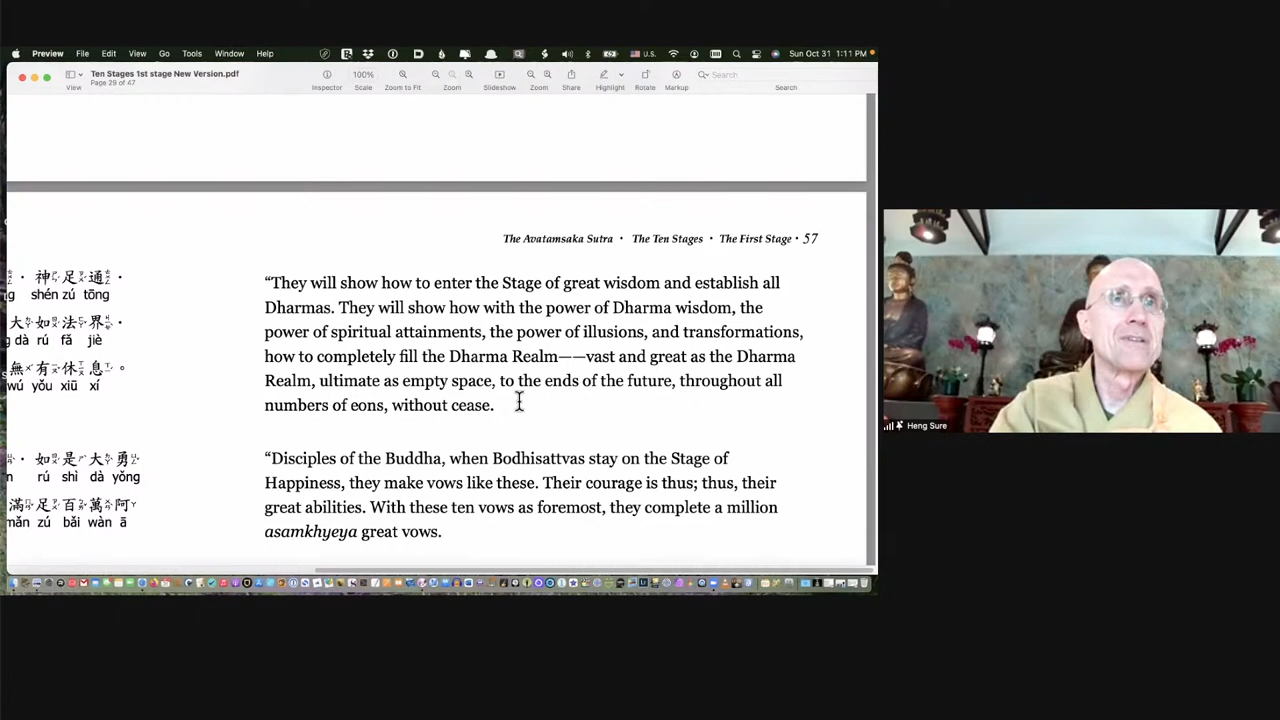 Preview File Edit View Go Tools Window Help U.S. Sun Oct 31 1:11 PM
Ten Stages 1st stage New Version.pdf
Page 29 of 47
100% Search
View Inspector Scale Zoom to Fit Zoom Slideshow Zoom Share Highlight Rotate Markup Search
The Avatamsaka Sutra • The Ten Stages • The First Stage • 57
神足通
shén zú tōng
大如法界
dà rú fǎ jiè
無有休息。
wú yǒu xiū xí
“They will show how to enter the Stage of great wisdom and establish all
Dharmas. They will show how with the power of Dharma wisdom, the
power of spiritual attainments, the power of illusions, and transformations,
how to completely fill the Dharma Realm——vast and great as the Dharma
Realm, ultimate as empty space, to the ends of the future, throughout all
numbers of eons, without cease.
如是大勇
rú shì dà yǒng
滿足百萬阿
mǎn zú bǎi wàn ā
“Disciples of the Buddha, when Bodhisattvas stay on the Stage of
Happiness, they make vows like these. Their courage is thus; thus, their
great abilities. With these ten vows as foremost, they complete a million
asamkhyeya great vows.
Heng Sure